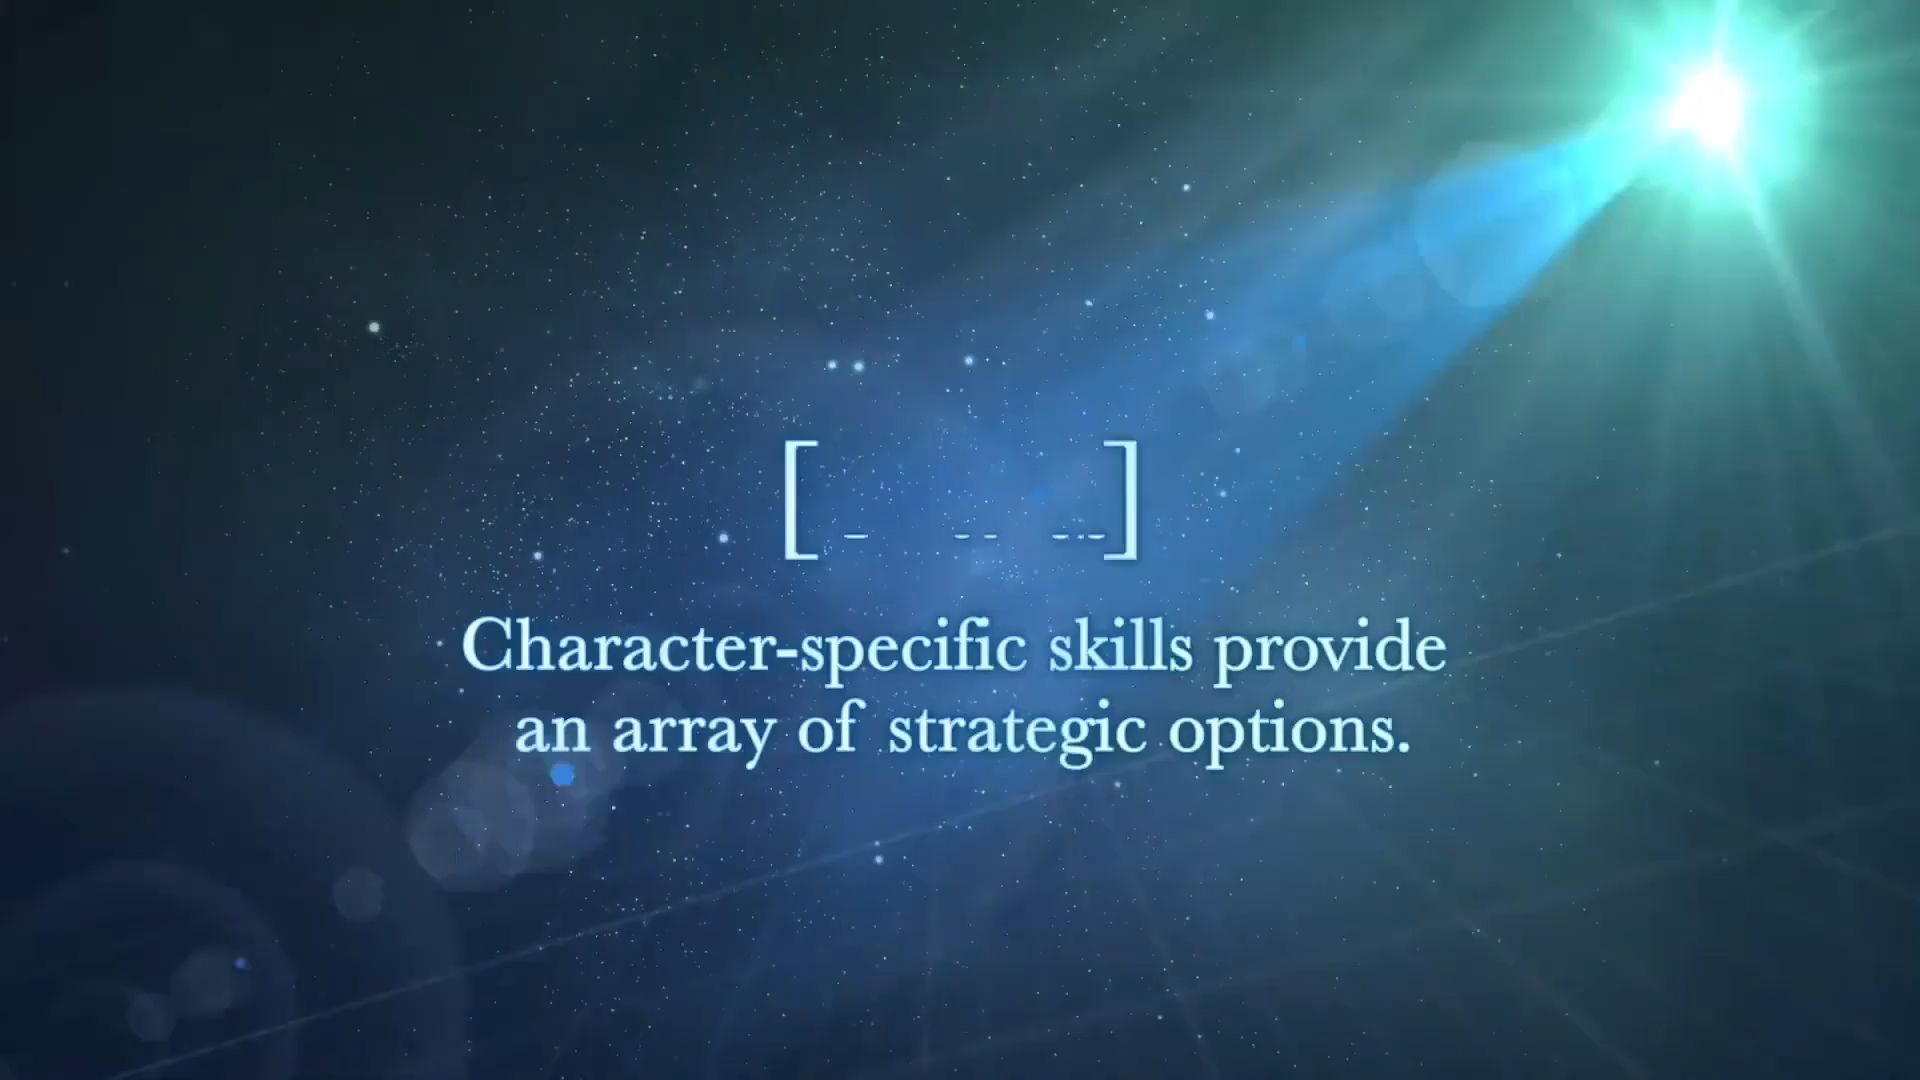 [ ]
Character-specific skills provide
an array of strategic options.